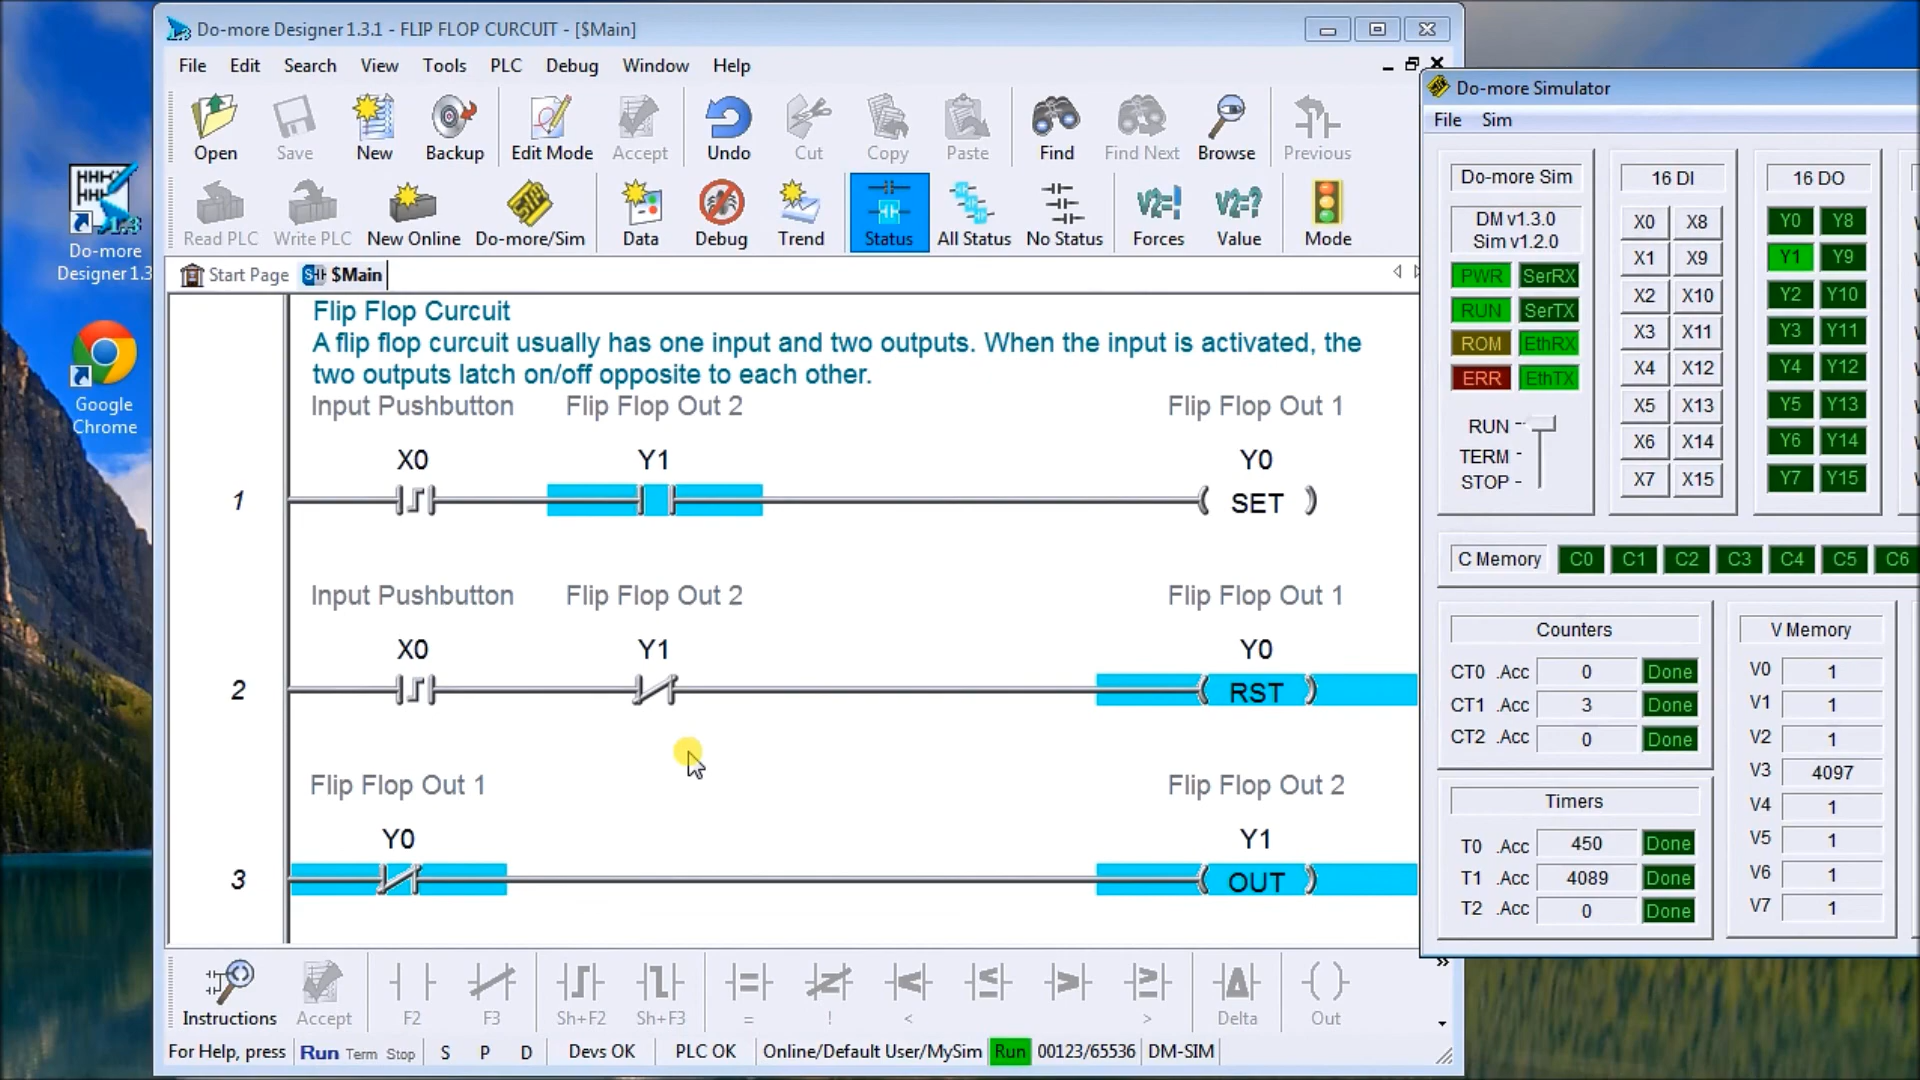 Do-more Designer 1.3.1 - FLIP FLOP CURCUIT - [$Main]
File Edit Search View Tools PLC Debug Window Help
Open Save New Backup Edit Mode Accept Undo Cut Copy Paste Find Find Next Browse Previous
V2=! V2=?
Read PLC Write PLC New Online Do-more/Sim Data Debug Trend Status All Status No Status Forces Value Mode
Start Page $Main
Do-more
Designer 1.3
Google
Chrome
Flip Flop Curcuit
A flip flop curcuit usually has one input and two outputs. When the input is activated, the
two outputs latch on/off opposite to each other.
Input Pushbutton Flip Flop Out 2 Flip Flop Out 1
X0 Y1 Y0
1 SET
Input Pushbutton Flip Flop Out 2 Flip Flop Out 1
X0 Y1 Y0
2 RST
Flip Flop Out 1 Flip Flop Out 2
Y0 Y1
3 OUT
Instructions Accept F2 F3 Sh+F2 Sh+F3 = ! < > Delta Out
For Help, press Run Term Stop S P D Devs OK PLC OK Online/Default User/MySim Run 00123/65536 DM-SIM
Do-more Simulator
File Sim
Do-more Sim
DM v1.3.0
Sim v1.2.0
PWR SerRX
RUN SerTX
ROM EthRX
ERR EthTX
RUN -
TERM -
STOP -
16 DI
X0 X8
X1 X9
X2 X10
X3 X11
X4 X12
X5 X13
X6 X14
X7 X15
16 DO
Y0 Y8
Y1 Y9
Y2 Y10
Y3 Y11
Y4 Y12
Y5 Y13
Y6 Y14
Y7 Y15
C Memory C0 C1 C2 C3 C4 C5 C6
Counters
CT0 .Acc 0 Done
CT1 .Acc 3 Done
CT2 .Acc 0 Done
Timers
T0 .Acc 450 Done
T1 .Acc 4089 Done
T2 .Acc 0 Done
V Memory
V0 1
V1 1
V2 1
V3 4097
V4 1
V5 1
V6 1
V7 1